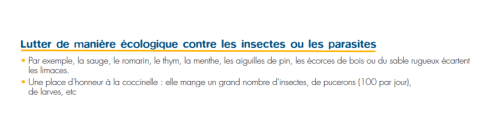 Lutter de manière écologique contre les insectes ou les parasites
• Par exemple, la sauge, le romarin, le thym, la menthe, les aiguilles de pin, les écorces de bois ou du sable rugueux écartent
les limaces.
• Une place d'honneur à la coccinelle : elle mange un grand nombre d'insectes, de pucerons (100 par jour),
de larves, etc